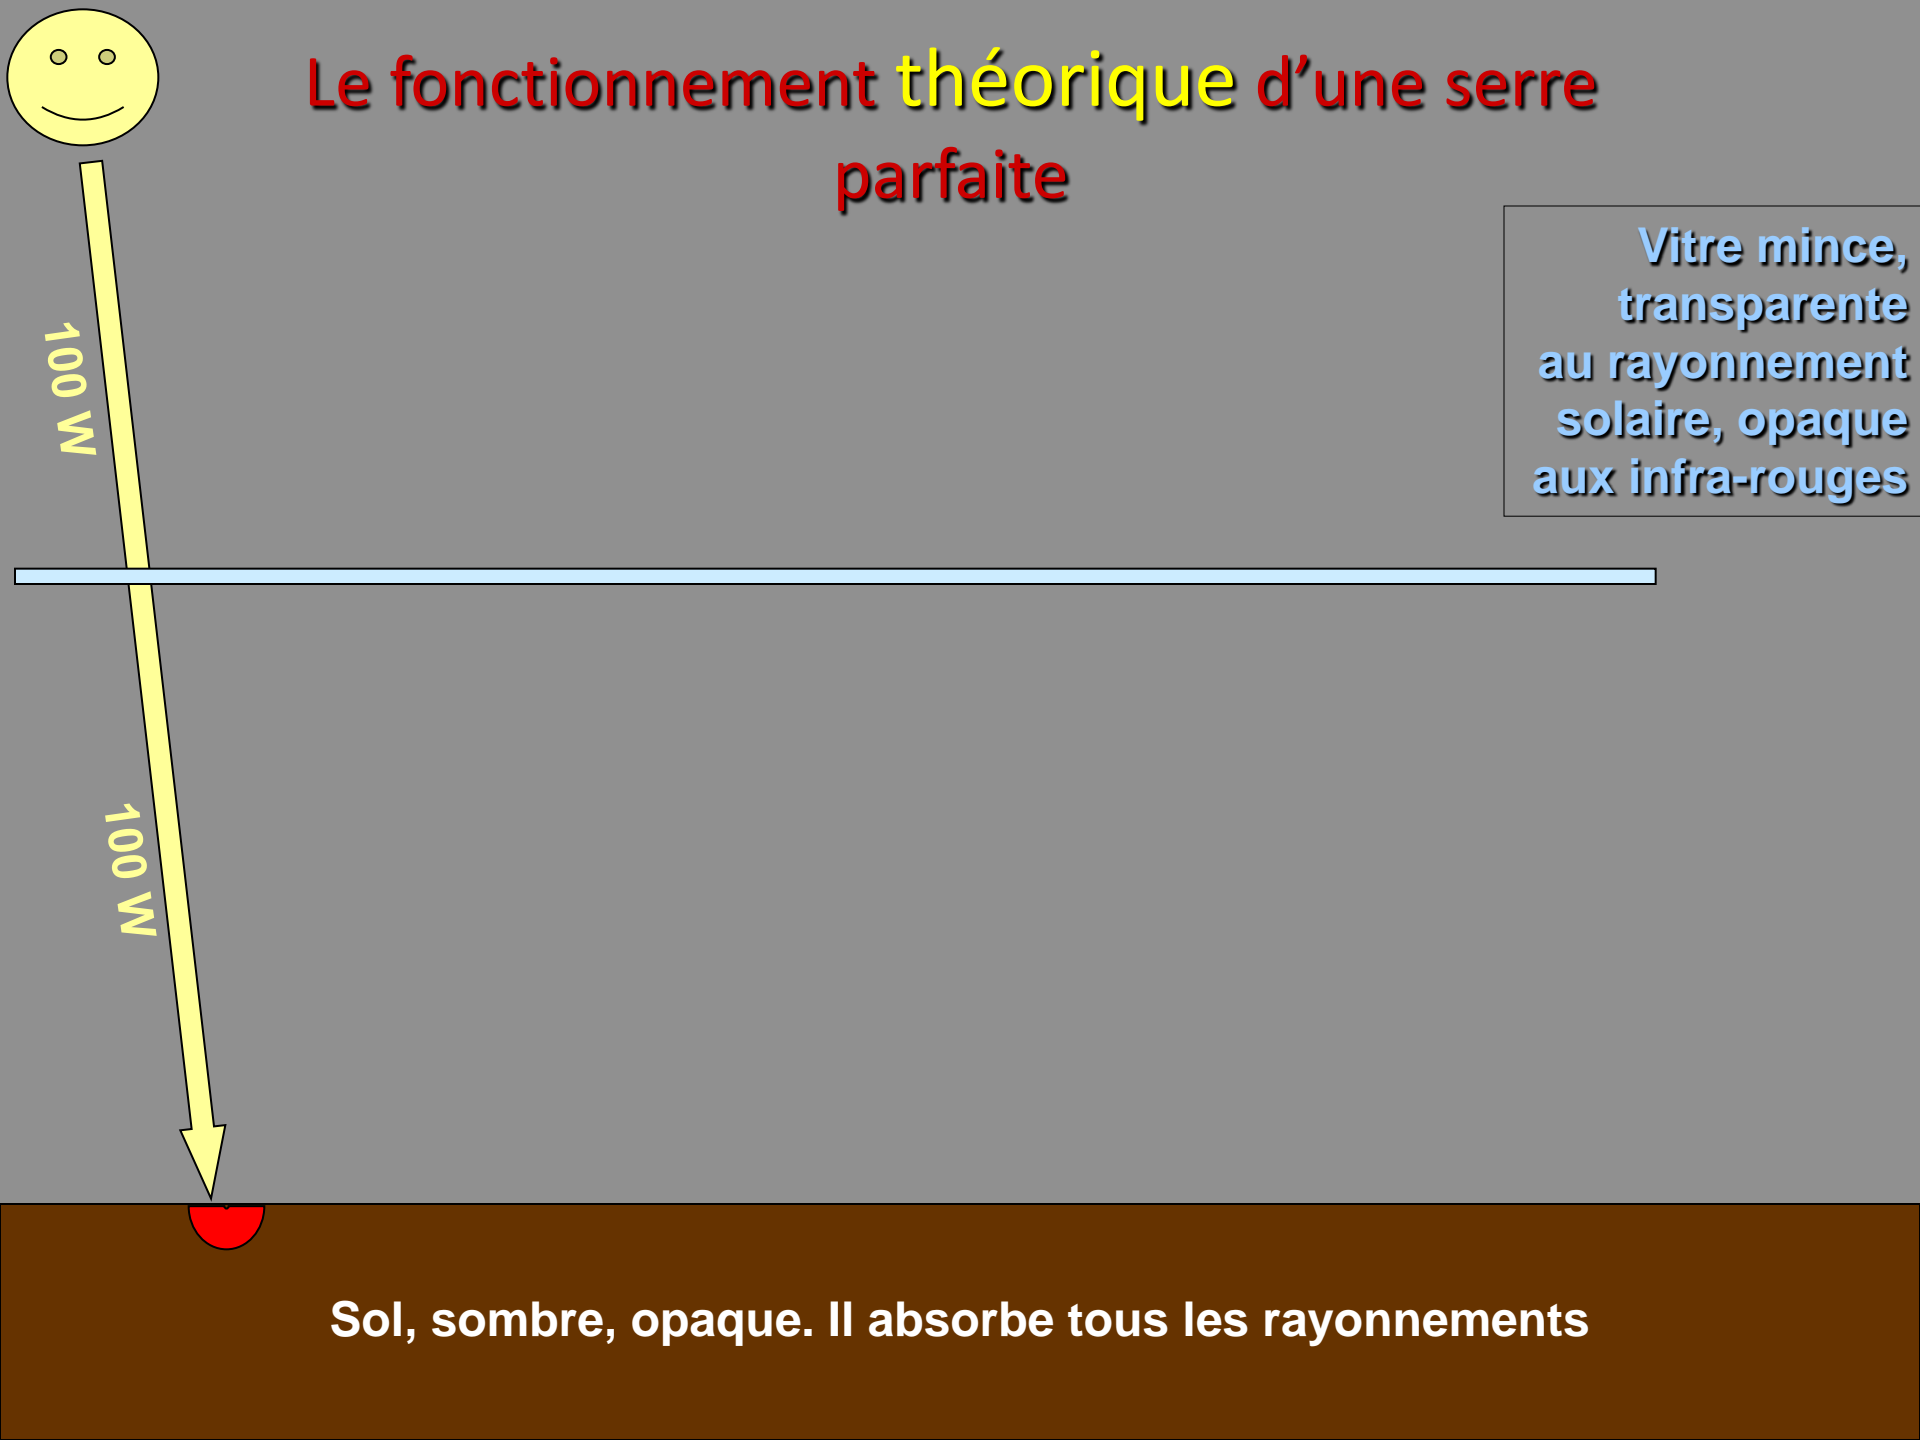 Le fonctionnement théorique d’une serre
parfaite
Vitre mince,
transparente
au rayonnement
solaire, opaque
aux infra-rouges
100 W
100 W
Sol, sombre, opaque. Il absorbe tous les rayonnements